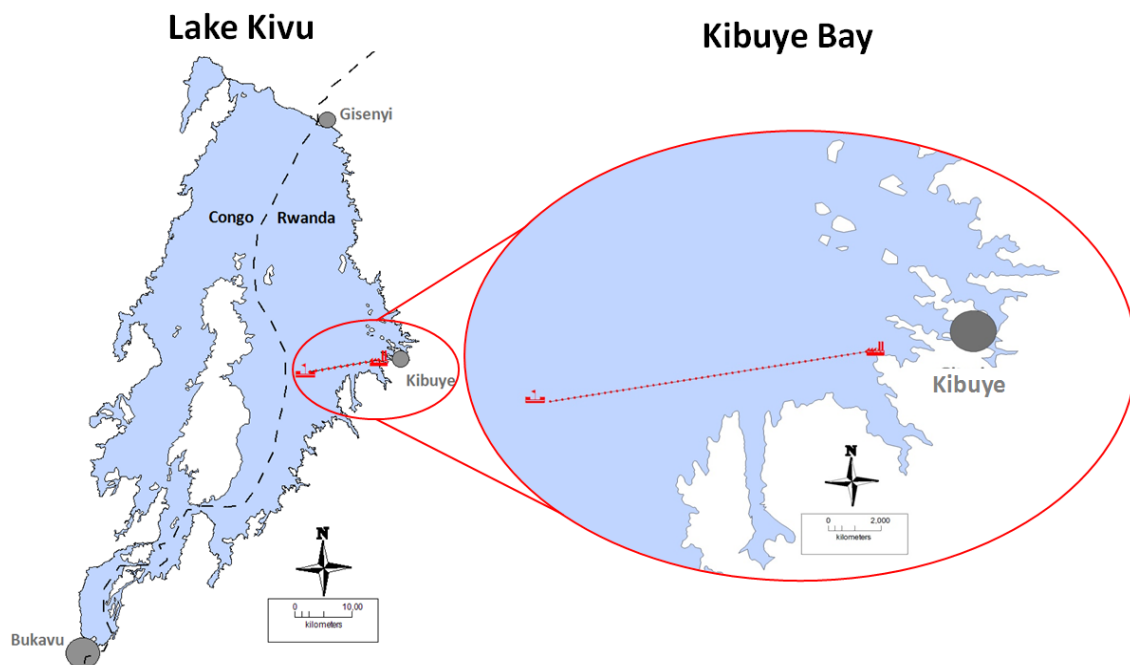 Lake Kivu
Kibuye Bay
Gisenyi
Congo
Rwanda
Kibuye
Kibuye
N
0 2,000
kilometers
N
0 10,00
kilometers
Bukavu